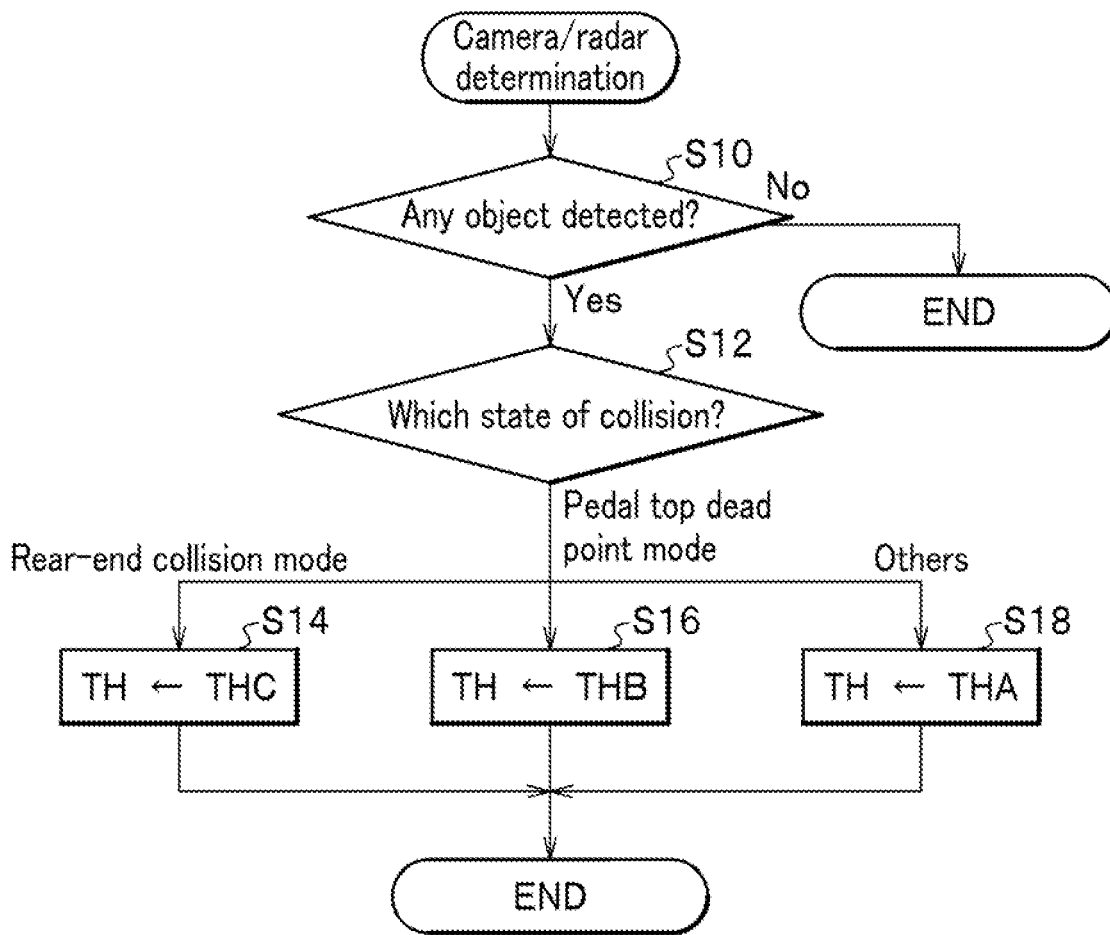 Camera/radar
determination
S10
Any object detected?
No
Yes
END
S12
Which state of collision?
Pedal top dead
point mode
Rear-end collision mode
Others
S14
S16
S18
TH ← THC
TH ← THB
TH ← THA
END